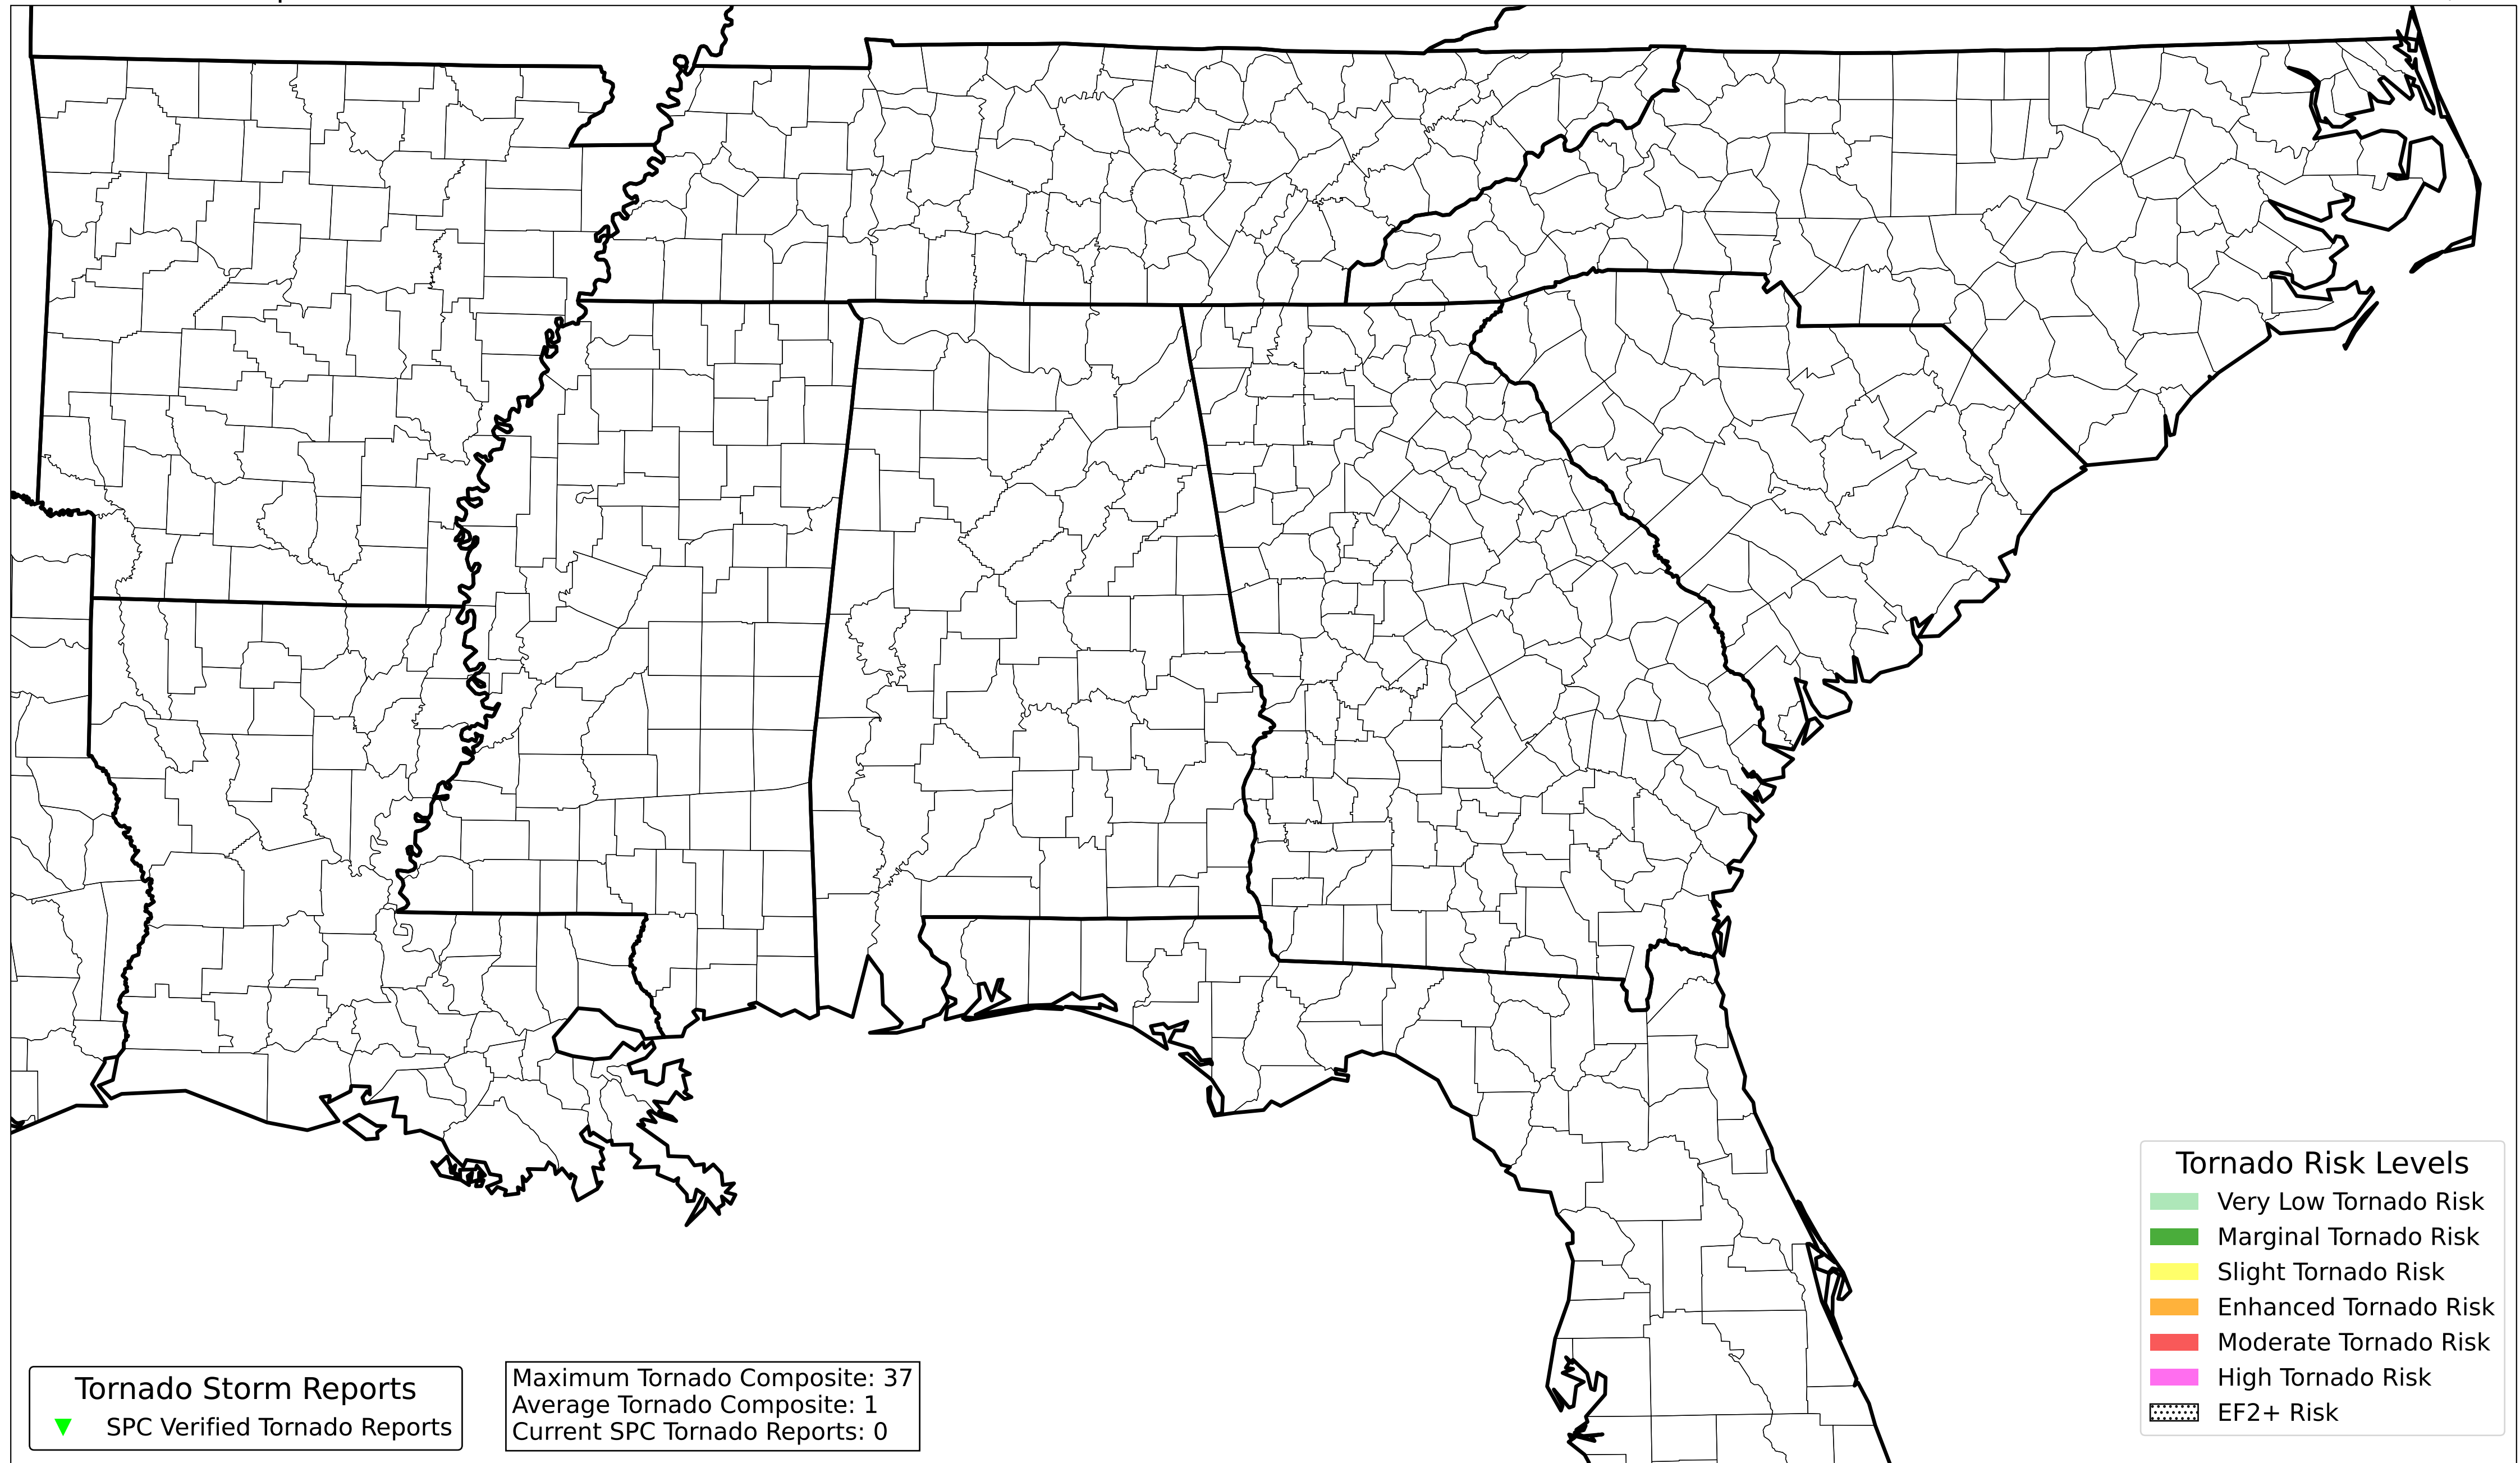 Tornado Risk Levels
Very Low Tornado Risk
Marginal Tornado Risk
Slight Tornado Risk
Enhanced Tornado Risk
Moderate Tornado Risk
High Tornado Risk
EF2+ Risk
Tornado Storm Reports
SPC Verified Tornado Reports
Maximum Tornado Composite: 37
Average Tornado Composite: 1
Current SPC Tornado Reports: 0